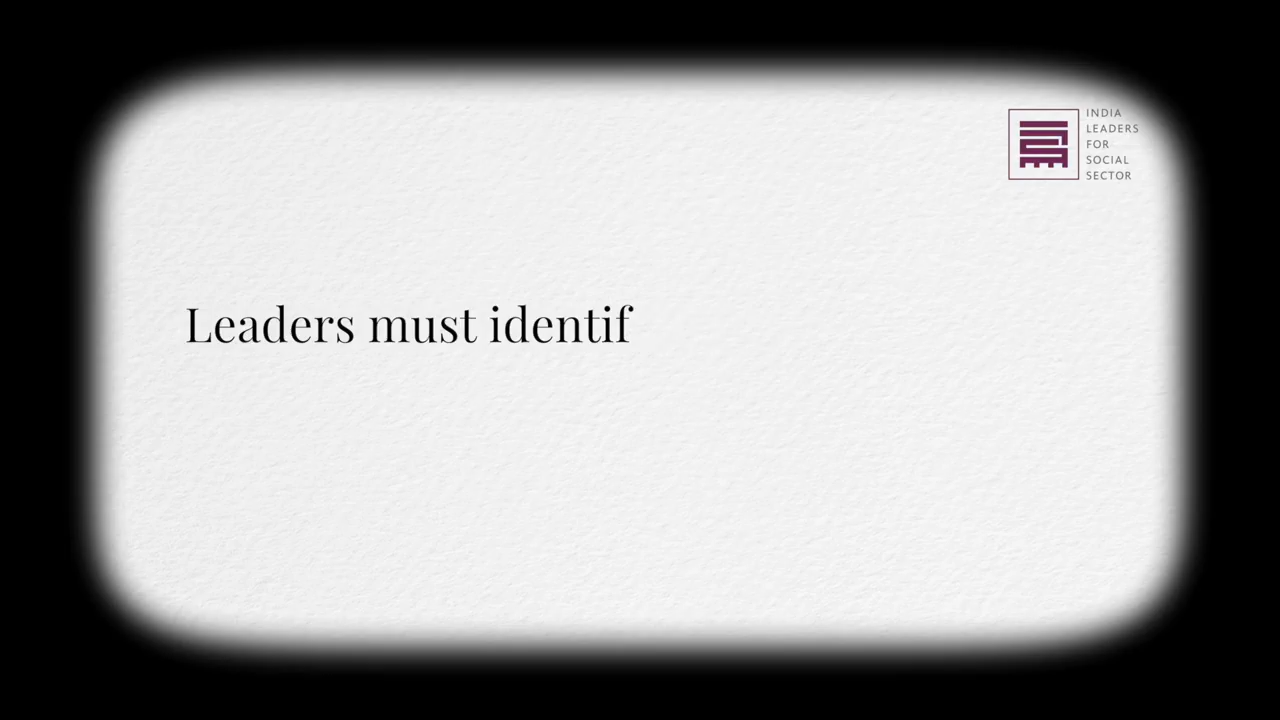 INDIA
LEADERS
FOR
SOCIAL
SECTOR
Leaders must identif